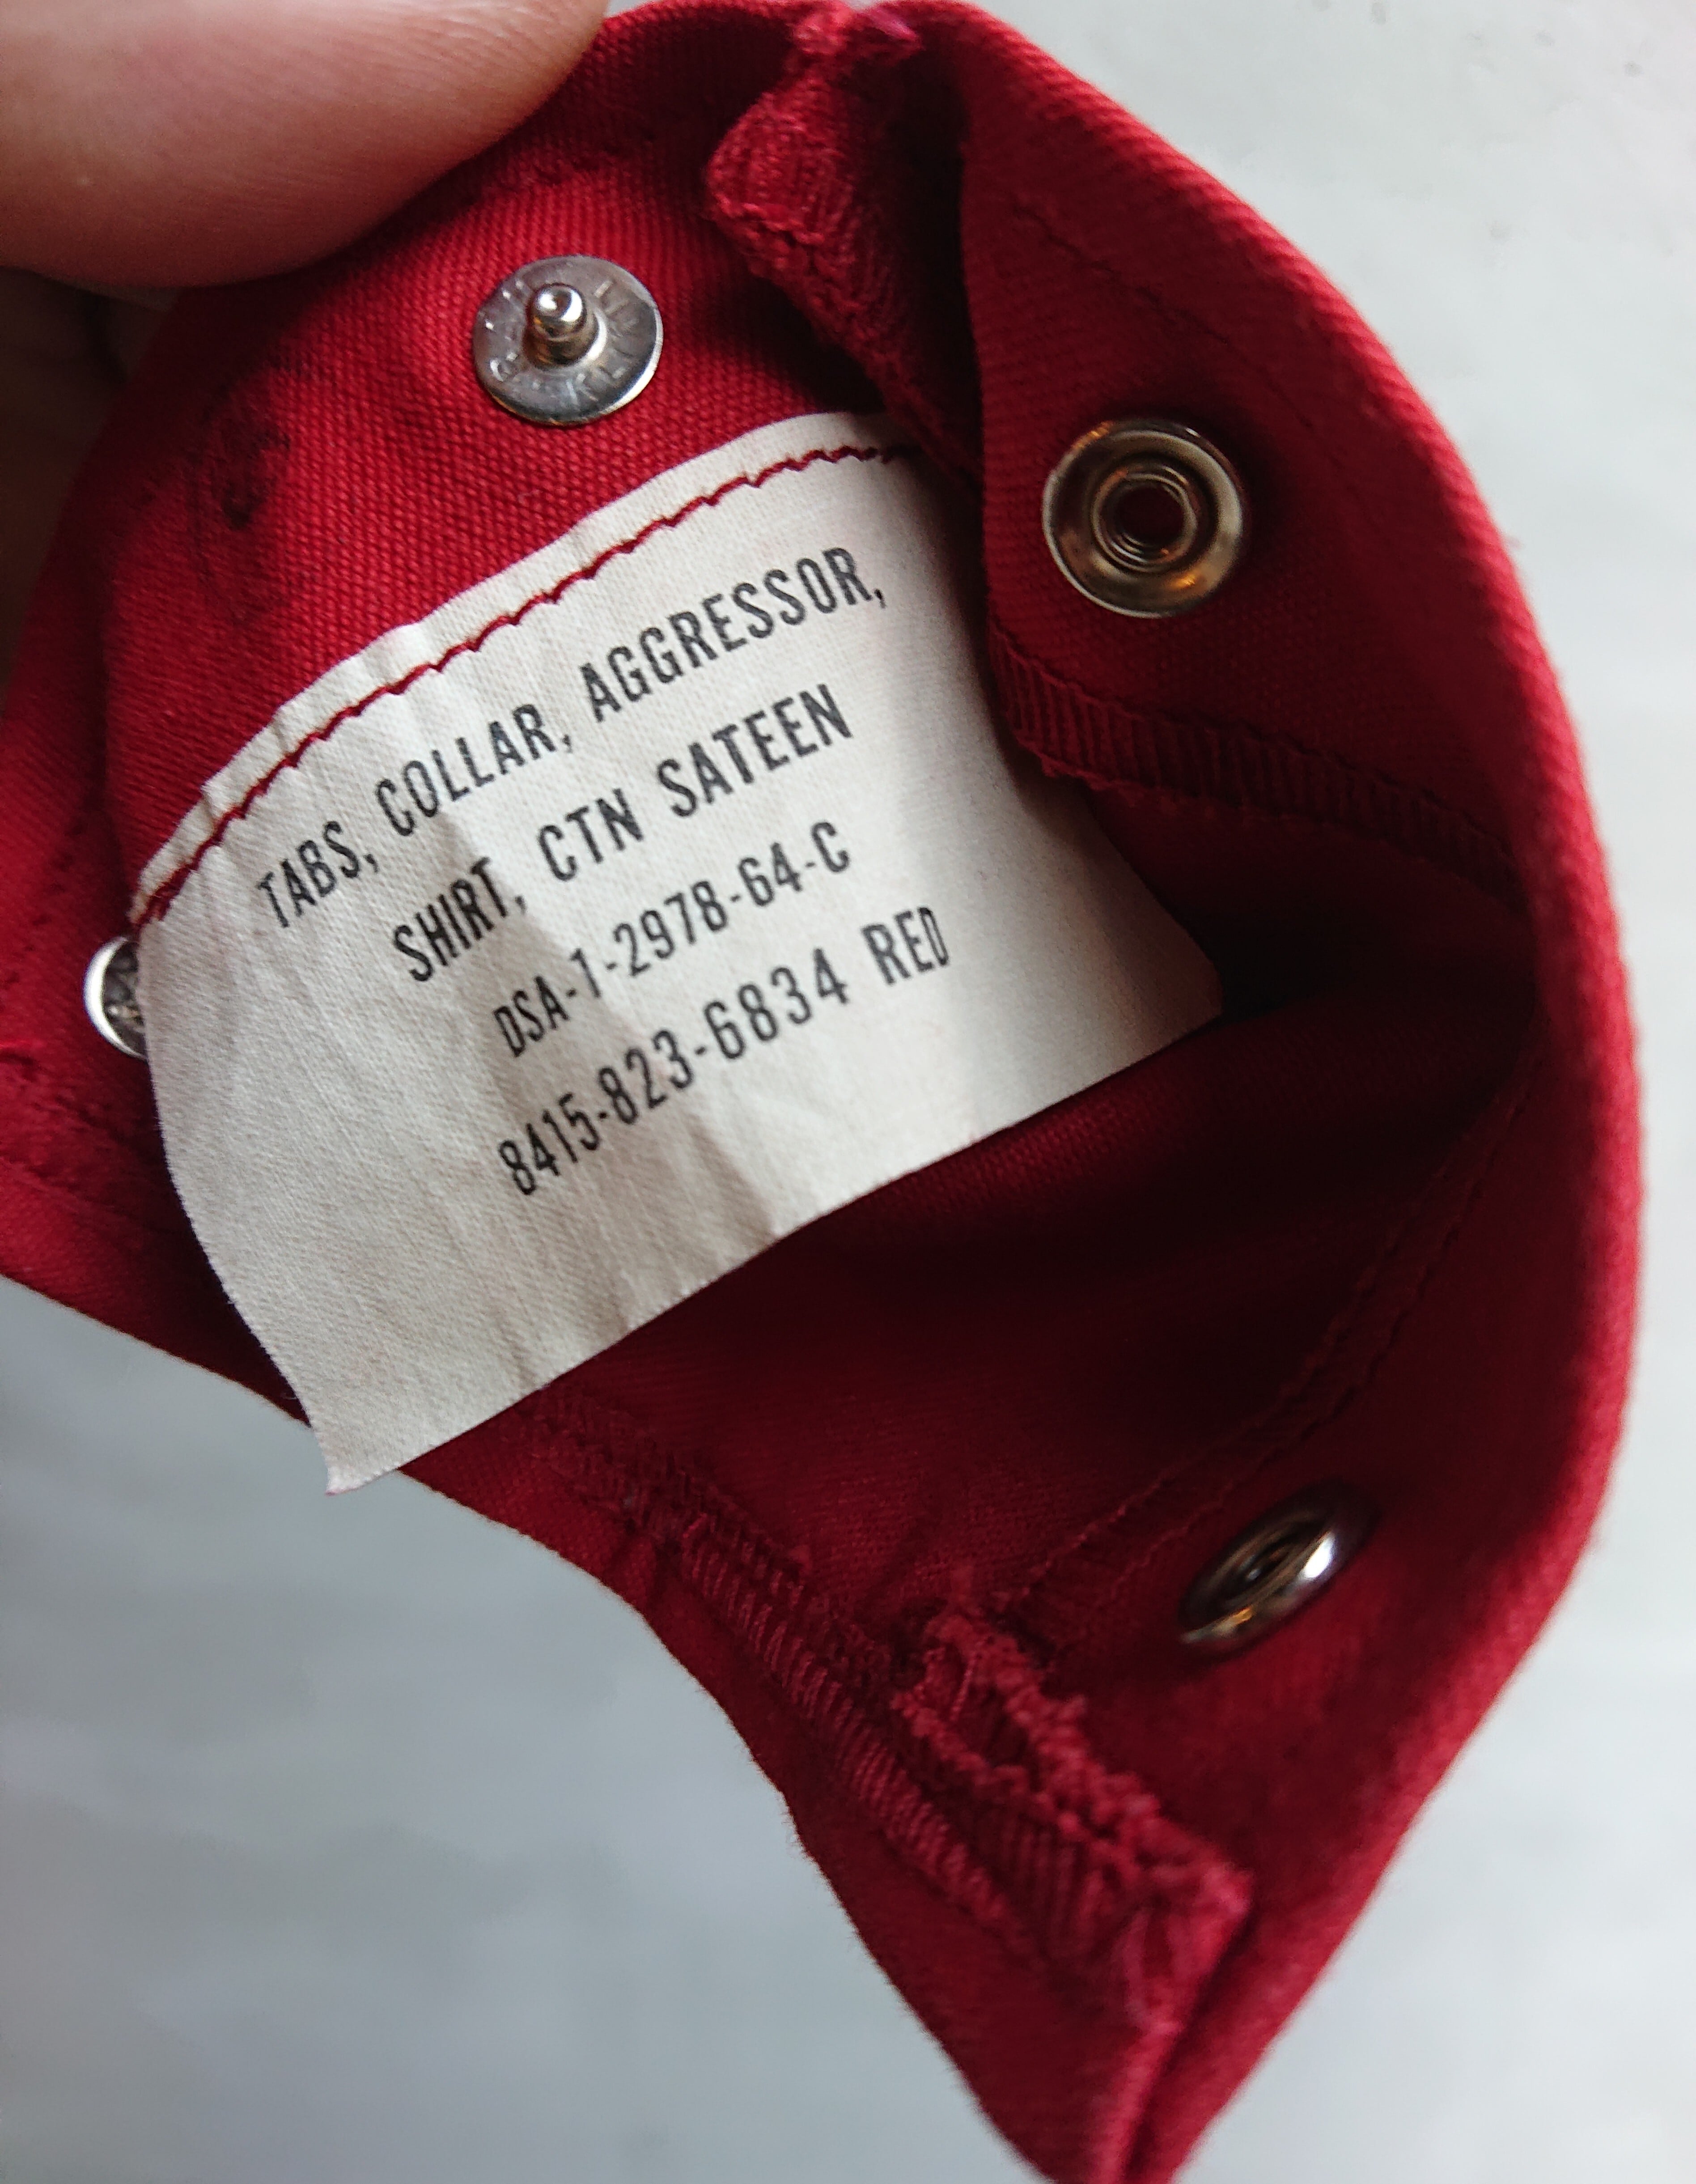 TABS, COLLAR, AGGRESSOR,
SHIRT, CTN SATEEN
DSA-1-2978-64-C
8415-823-6834 RED